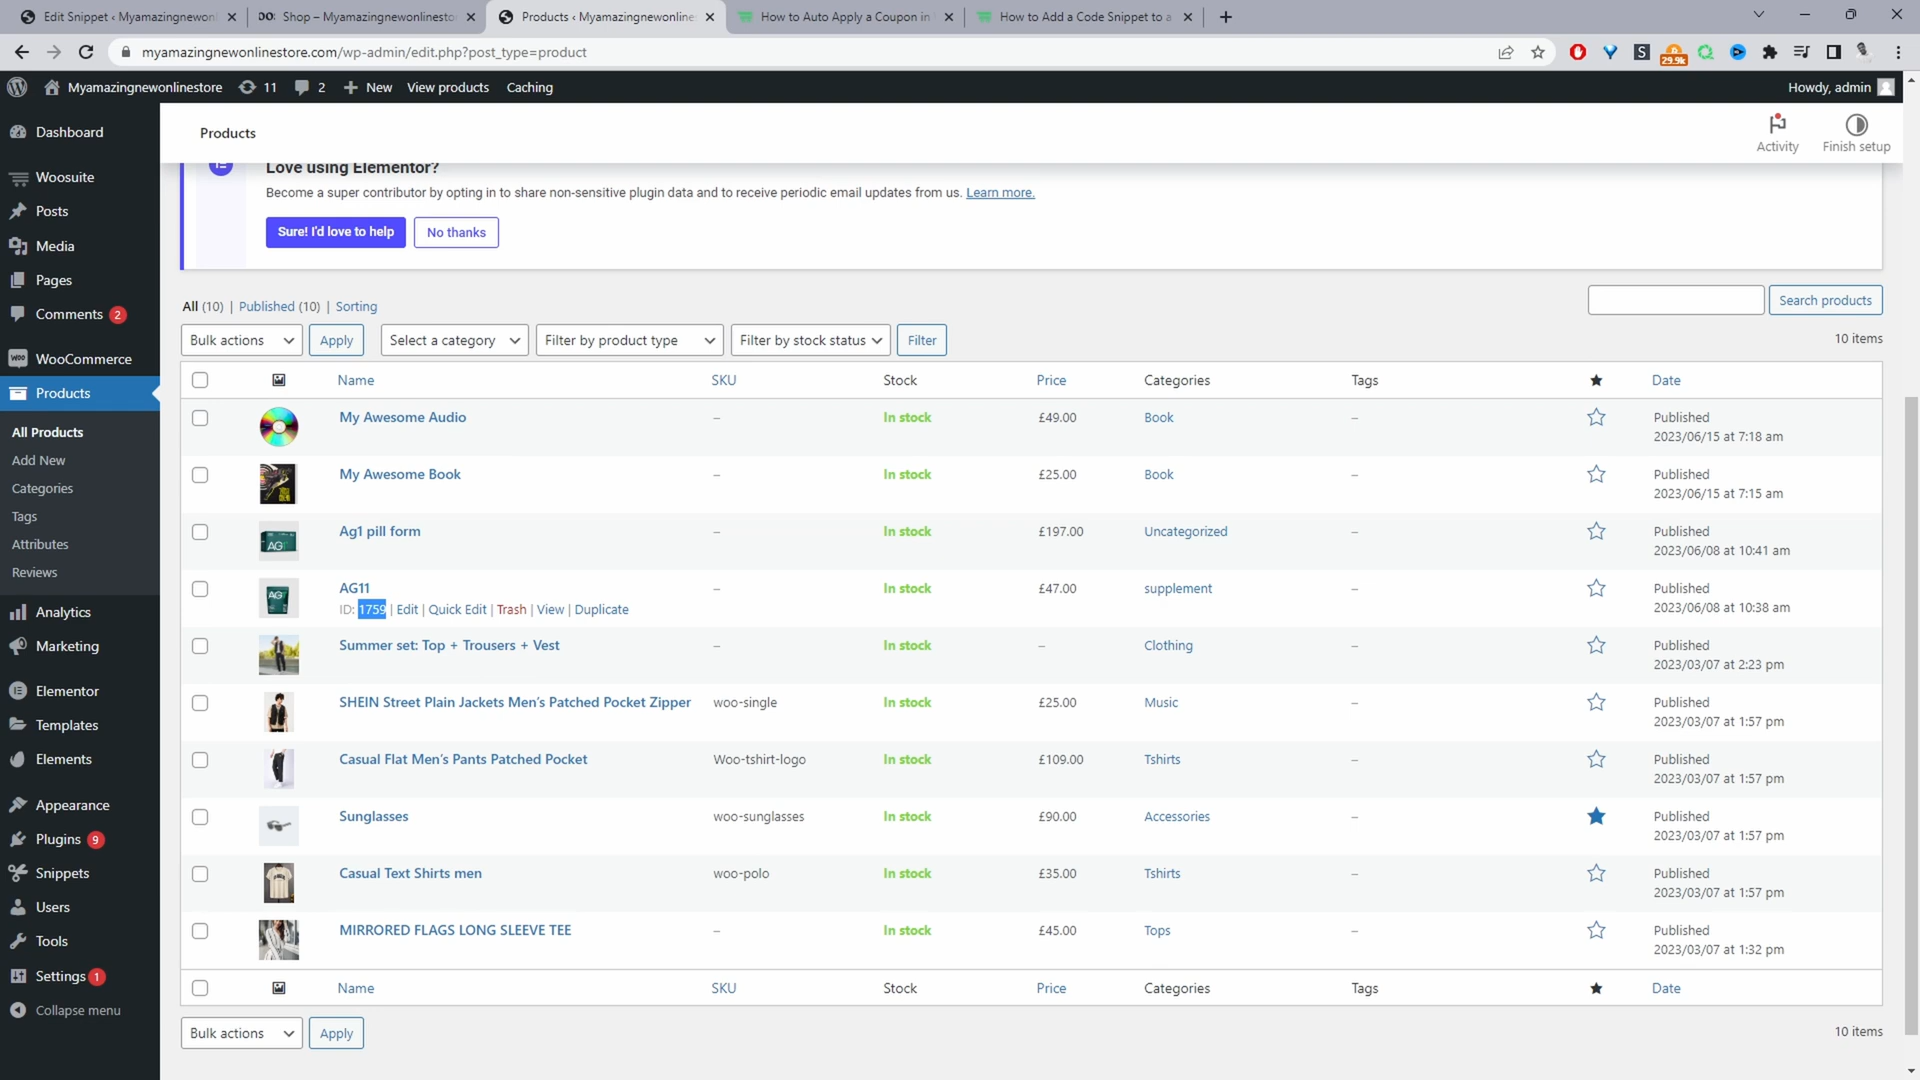 Edit Snippet ‹ Myamazingnewonl
Shop – Myamazingnewonlinesto
Products ‹ Myamazingnewonline
How to Auto Apply a Coupon in
How to Add a Code Snippet to a
myamazingnewonlinestore.com/wp-admin/edit.php?post_type=product
29.9k
Myamazingnewonlinestore 11 2 New View products Caching Howdy, admin
Dashboard
Woosuite
Posts
Media
Pages
Comments 2
WooCommerce
Products
All Products
Add New
Categories
Tags
Attributes
Reviews
Analytics
Marketing
Elementor
Templates
Elements
Appearance
Plugins 9
Snippets
Users
Tools
Settings 1
Collapse menu
Products
Activity
Finish setup
Love using Elementor?
Become a super contributor by opting in to share non-sensitive plugin data and to receive periodic email updates from us. Learn more.
Sure! I'd love to help No thanks
All (10) | Published (10) | Sorting
Search products
Bulk actions Apply Select a category Filter by product type Filter by stock status Filter
10 items
Name SKU Stock Price Categories Tags Date
My Awesome Audio – In stock £49.00 Book – Published
2023/06/15 at 7:18 am
My Awesome Book – In stock £25.00 Book – Published
2023/06/15 at 7:15 am
Ag1 pill form – In stock £197.00 Uncategorized – Published
2023/06/08 at 10:41 am
AG11 – In stock £47.00 supplement – Published
ID: 1759 | Edit | Quick Edit | Trash | View | Duplicate
2023/06/08 at 10:38 am
Summer set: Top + Trousers + Vest – In stock – Clothing – Published
2023/03/07 at 2:23 pm
SHEIN Street Plain Jackets Men's Patched Pocket Zipper woo-single In stock £25.00 Music – Published
2023/03/07 at 1:57 pm
Casual Flat Men's Pants Patched Pocket Woo-tshirt-logo In stock £109.00 Tshirts – Published
2023/03/07 at 1:57 pm
Sunglasses woo-sunglasses In stock £90.00 Accessories – Published
2023/03/07 at 1:57 pm
Casual Text Shirts men woo-polo In stock £35.00 Tshirts – Published
2023/03/07 at 1:57 pm
MIRRORED FLAGS LONG SLEEVE TEE – In stock £45.00 Tops – Published
2023/03/07 at 1:32 pm
Name SKU Stock Price Categories Tags Date
Bulk actions Apply
10 items